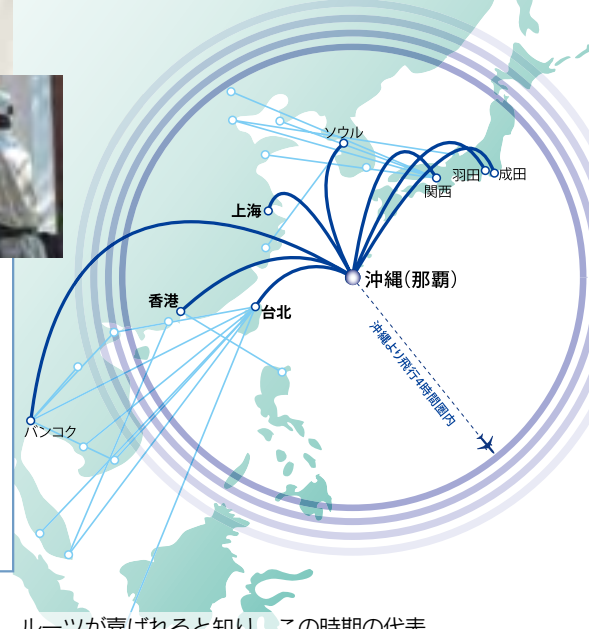 ソウル
羽田
成田
関西
上海
沖縄(那覇)
香港
台北
沖縄より飛行4時間圏内
バンコク
ルーツが喜ばれると知り、この時期の代表